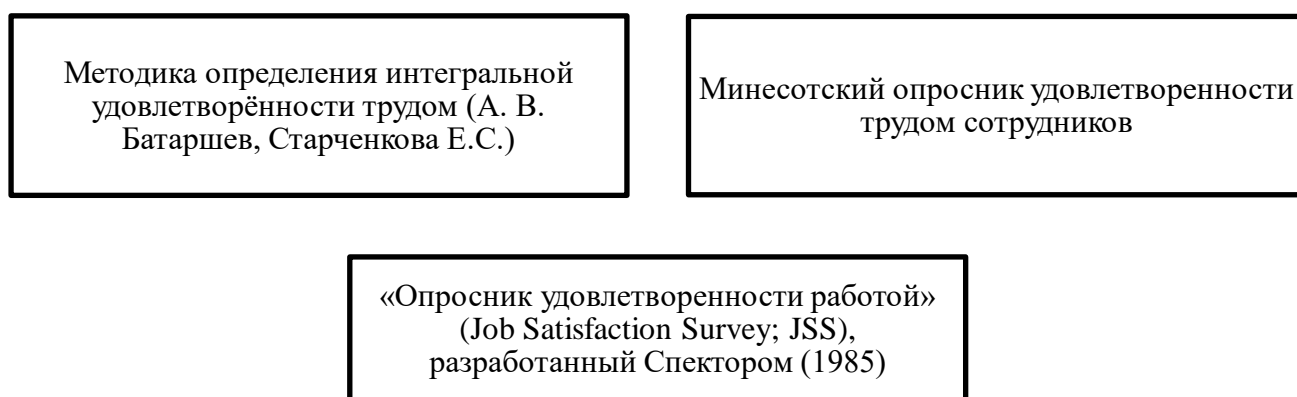 Методика определения интегральной
удовлетворённости трудом (А. В.
Батаршев, Старченкова Е.С.)
Минесотский опросник удовлетворенности
трудом сотрудников
«Опросник удовлетворенности работой»
(Job Satisfaction Survey; JSS),
разработанный Спектором (1985)